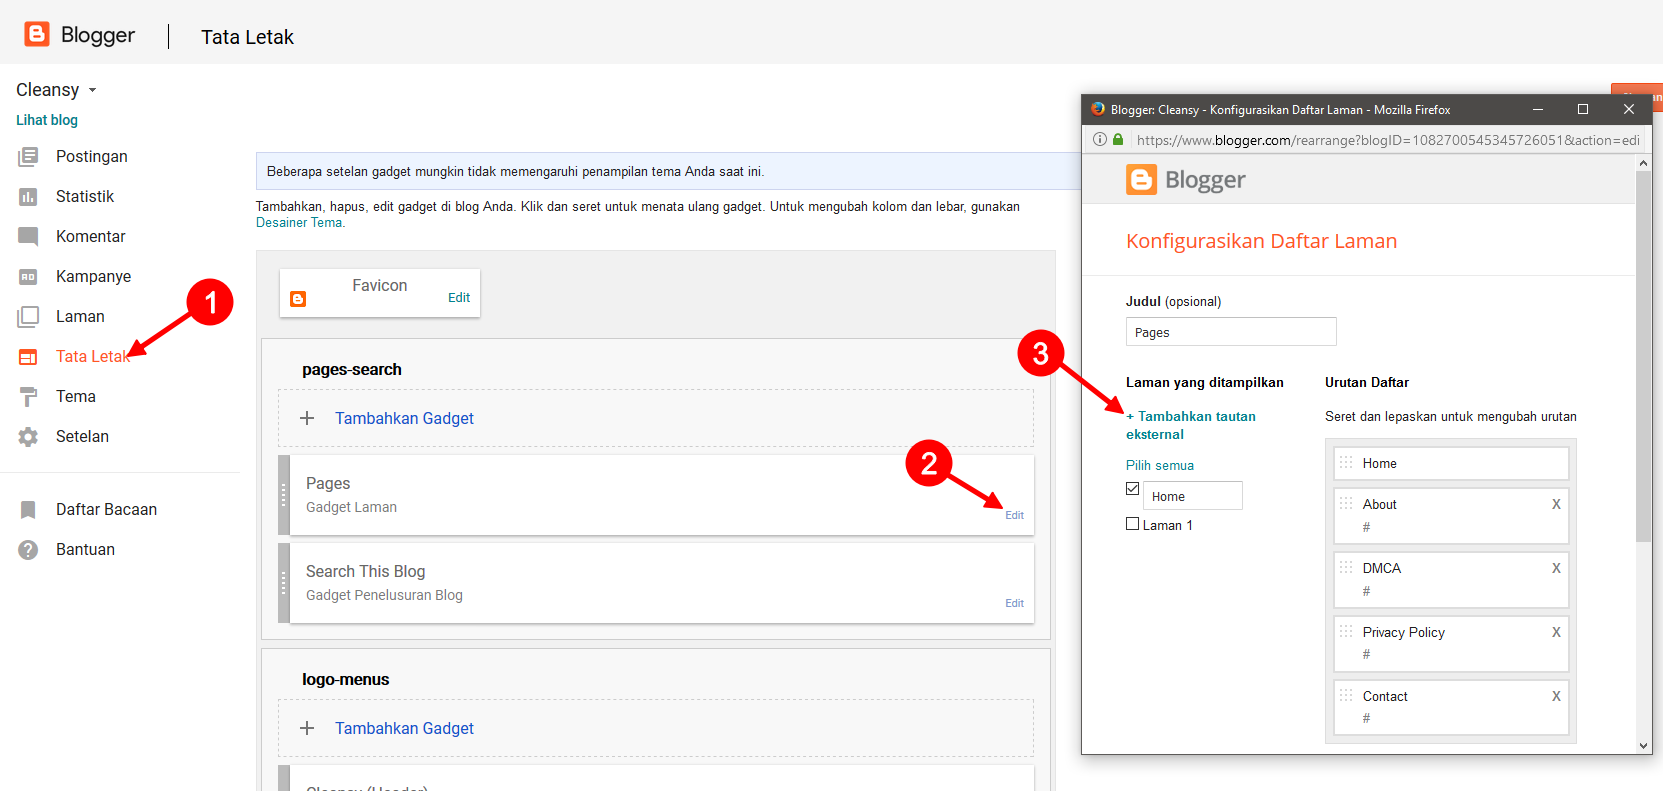 Blogger
Tata Letak
Cleansy
Lihat blog
Postingan
Statistik
Komentar
Kampanye
Laman
Tata Letak
Tema
Setelan
Daftar Bacaan
Bantuan
1
Beberapa setelan gadget mungkin tidak memengaruhi penampilan tema Anda saat ini.
Tambahkan, hapus, edit gadget di blog Anda. Klik dan seret untuk menata ulang gadget. Untuk mengubah kolom dan lebar, gunakan
Desainer Tema.
Favicon
Edit
pages-search
+ Tambahkan Gadget
Pages
Gadget Laman
2
Edit
Search This Blog
Gadget Penelusuran Blog
Edit
logo-menus
+ Tambahkan Gadget
Cleansy (Header)
Blogger: Cleansy - Konfigurasikan Daftar Laman - Mozilla Firefox
https://www.blogger.com/rearrange?blogID=1082700545345726051&action=edi
Blogger
Konfigurasikan Daftar Laman
Judul (opsional)
Pages
3
Laman yang ditampilkan
+ Tambahkan tautan
eksternal
Pilih semua
Home
Laman 1
Urutan Daftar
Seret dan lepaskan untuk mengubah urutan
Home
About X
#
DMCA X
#
Privacy Policy X
#
Contact X
#